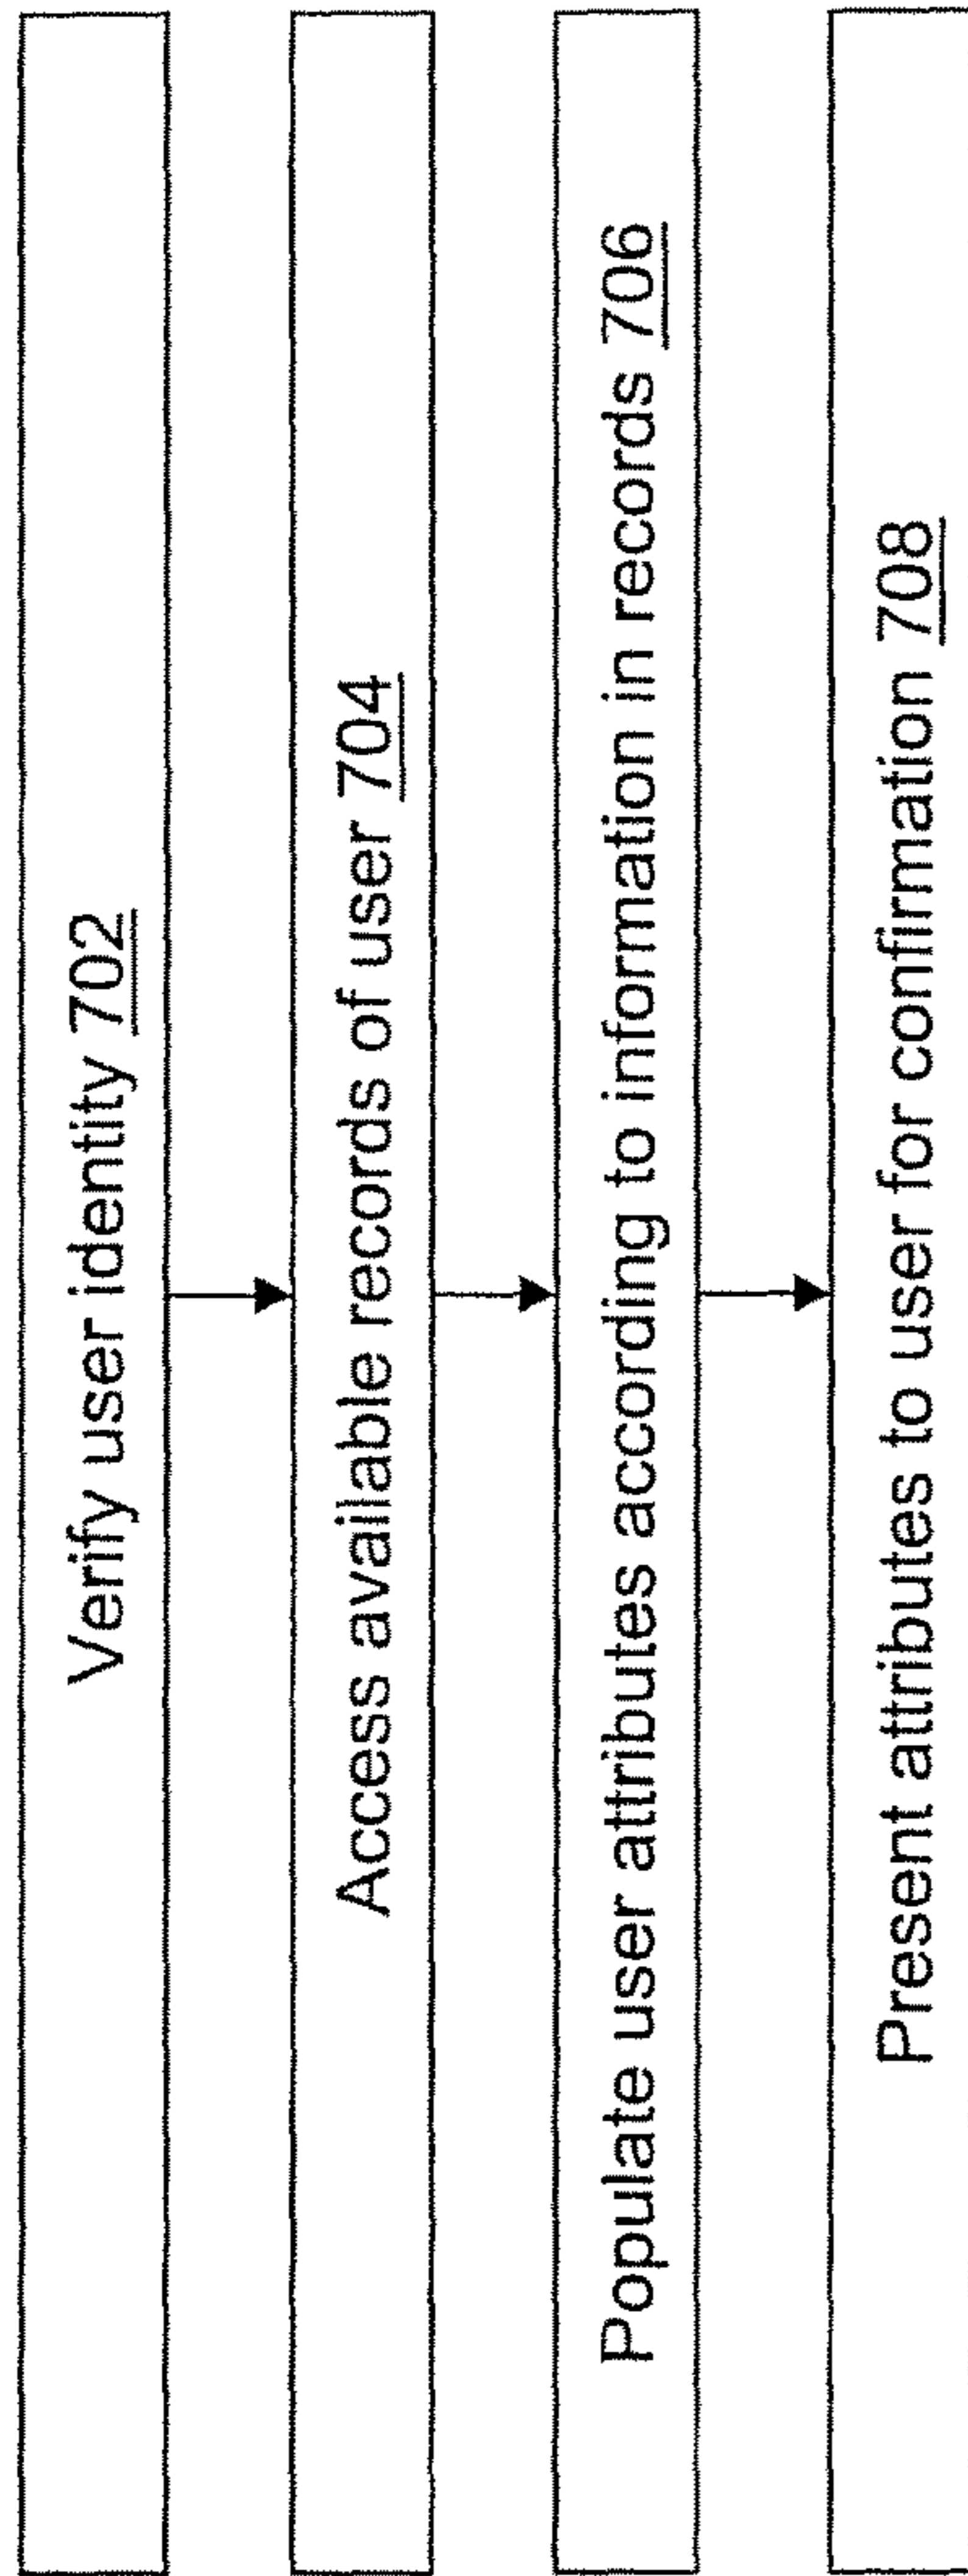 Verify user identity 702
Access available records of user 704
Populate user attributes according to information in records 706
Present attributes to user for confirmation 708